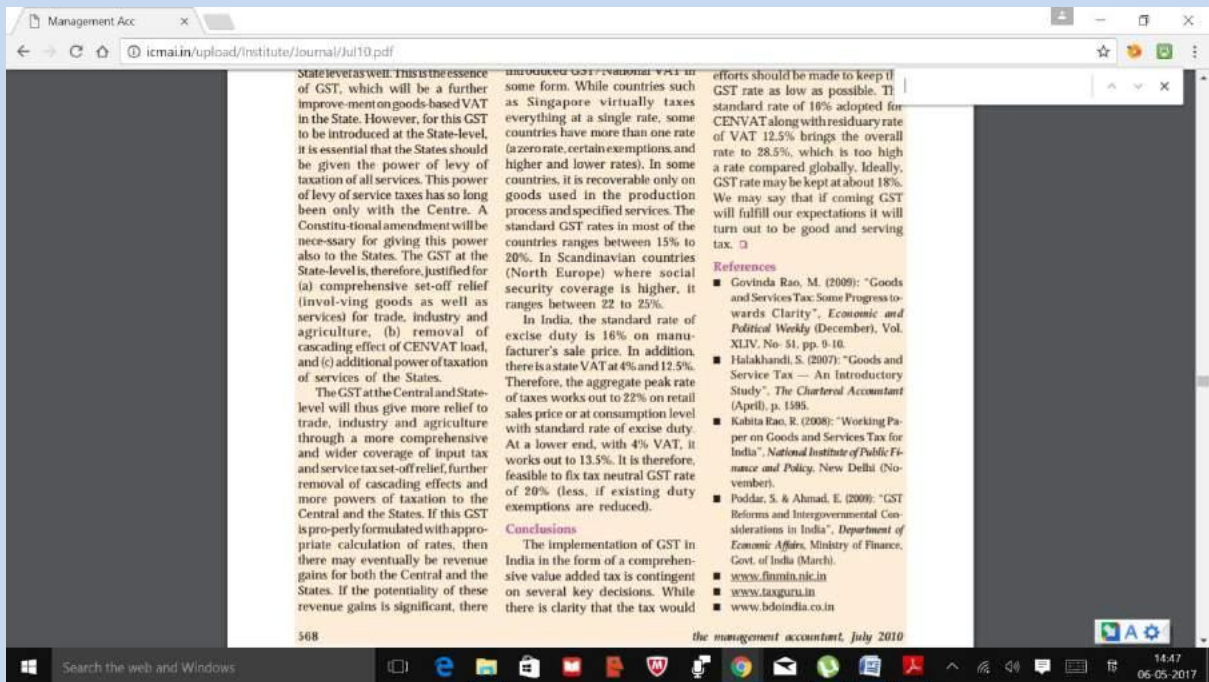 Management Acc
icmai.in/upload/Institute/Journal/Jul10.pdf
State level as well. This is the essence
of GST, which will be a further
improve-ment on goods-based VAT
in the State. However, for this GST
to be introduced at the State-level,
it is essential that the States should
be given the power of levy of
taxation of all services. This power
of levy of service taxes has so long
been only with the Centre. A
Constitu-tional amendment will be
nece-ssary for giving this power
also to the States. The GST at the
State-level is, therefore, justified for
(a) comprehensive set-off relief
(invol-ving goods as well as
services) for trade, industry and
agriculture, (b) removal of
cascading effect of CENVAT load,
and (c) additional power of taxation
of services of the States.
The GST at the Central and State-
level will thus give more relief to
trade, industry and agriculture
through a more comprehensive
and wider coverage of input tax
and service tax set-off relief, further
removal of cascading effects and
more powers of taxation to the
Central and the States. If this GST
is pro-perly formulated with appro-
priate calculation of rates, then
there may eventually be revenue
gains for both the Central and the
States. If the potentiality of these
revenue gains is significant, there
introduced GST/National VAT in
some form. While countries such
as Singapore virtually taxes
everything at a single rate, some
countries have more than one rate
(a zero rate, certain exemptions, and
higher and lower rates). In some
countries, it is recoverable only on
goods used in the production
process and specified services. The
standard GST rates in most of the
countries ranges between 15% to
20%. In Scandinavian countries
(North Europe) where social
security coverage is higher, it
ranges between 22 to 25%.
In India, the standard rate of
excise duty is 16% on manu-
facturer's sale price. In addition,
there is a state VAT at 4% and 12.5%.
Therefore, the aggregate peak rate
of taxes works out to 22% on retail
sales price or at consumption level
with standard rate of excise duty.
At a lower end, with 4% VAT, it
works out to 13.5%. It is therefore,
feasible to fix tax neutral GST rate
of 20% (less, if existing duty
exemptions are reduced).
Conclusions
The implementation of GST in
India in the form of a comprehen-
sive value added tax is contingent
on several key decisions. While
there is clarity that the tax would
efforts should be made to keep th
GST rate as low as possible. Th
standard rate of 16% adopted for
CENVAT along with residuary rate
of VAT 12.5% brings the overall
rate to 28.5%, which is too high
a rate compared globally. Ideally,
GST rate may be kept at about 18%.
We may say that if coming GST
will fulfill our expectations it will
turn out to be good and serving
tax.
References
Govinda Rao, M. (2009): "Goods
and Services Tax: Some Progress to-
wards Clarity", Economic and
Political Weekly (December), Vol.
XLIV, No- 51, pp. 9-10.
Halakhandi, S. (2007): "Goods and
Service Tax — An Introductory
Study", The Chartered Accountant
(April), p. 1595.
Kabita Rao, R. (2008): "Working Pa-
per on Goods and Services Tax for
India", National Institute of Public Fi-
nance and Policy, New Delhi (No-
vember).
Poddar, S. & Ahmad, E. (2009): "GST
Reforms and Intergovernmental Con-
siderations in India", Department of
Economic Affairs, Ministry of Finance,
Govt. of India (March).
www.finmin.nic.in
www.taxguru.in
www.bdoindia.co.in
568
the management accountant, July 2010
A
Search the web and Windows
14:47
06-05-2017